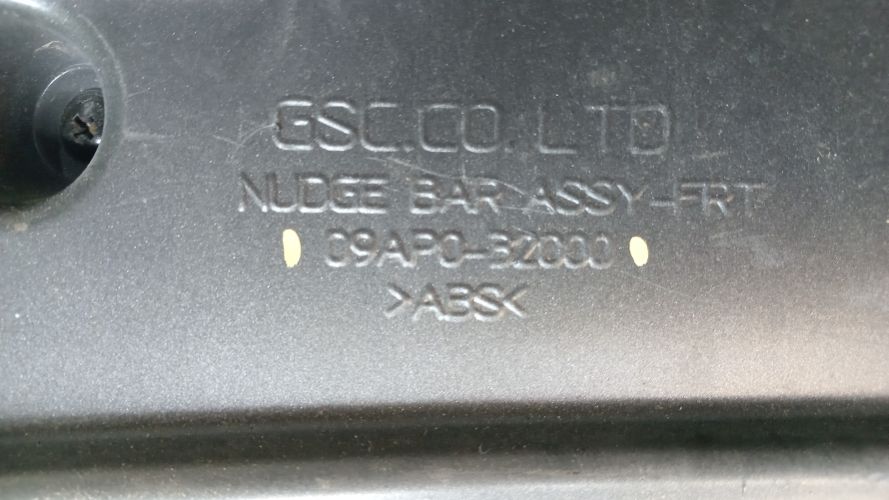 GSC.CO. LTD
NUDGE BAR ASSY-FRT
09AP0-32000
>ABS<